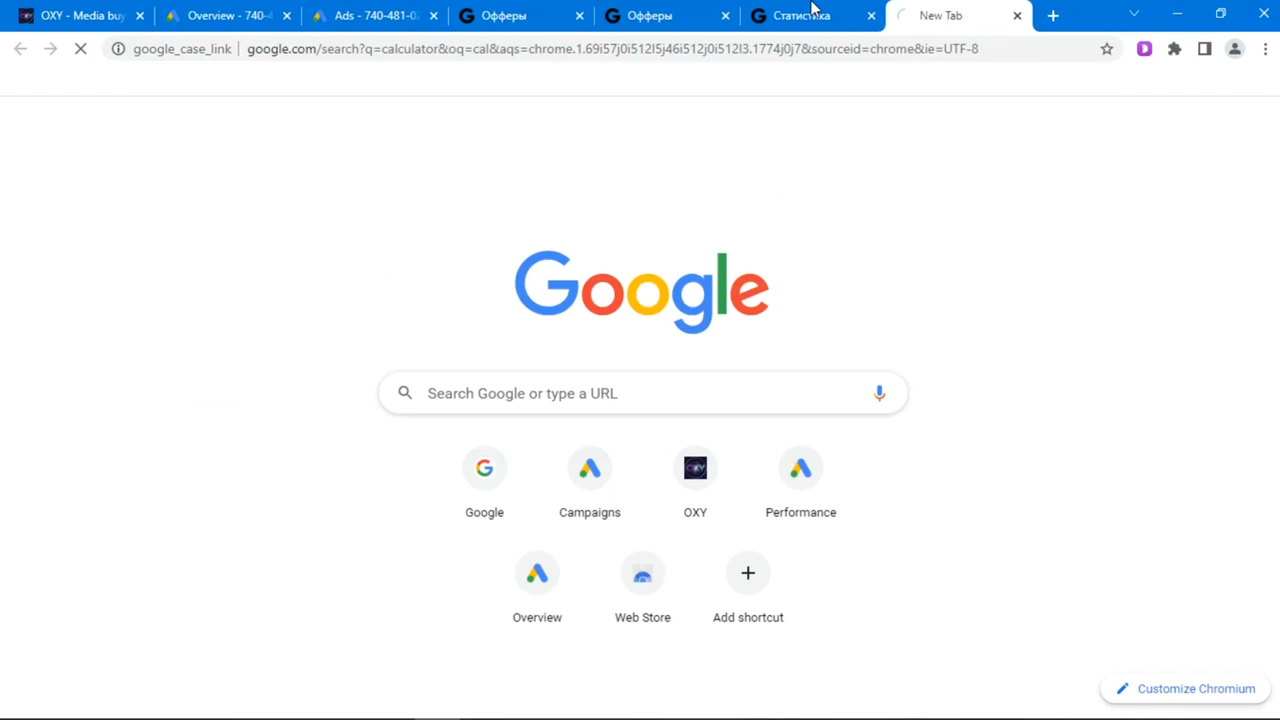 OXY - Media buy
Overview - 740-4
Ads - 740-481-02
Офферы
Офферы
Статистика
New Tab
google_case_link | google.com/search?q=calculator&oq=cal&aqs=chrome.1.69i57j0i512l5j46i512j0i512l3.1774j0j7&sourceid=chrome&ie=UTF-8
Google
Search Google or type a URL
Google
Campaigns
OXY
OXY
Performance
Overview
Web Store
Add shortcut
Customize Chromium